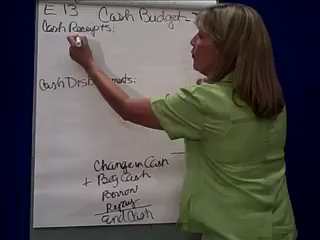 E 13 Cash Budget
Cash Receipts:
Cash Disbursements:
Change in Cash
+ Beg Cash
Borrow
Repay
End Cash